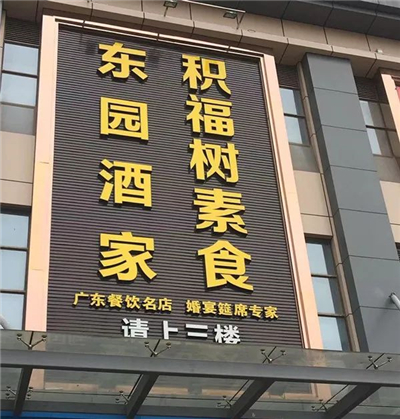 东园酒家
积福树素食
广东餐饮名店 婚宴筵席专家
请上三楼